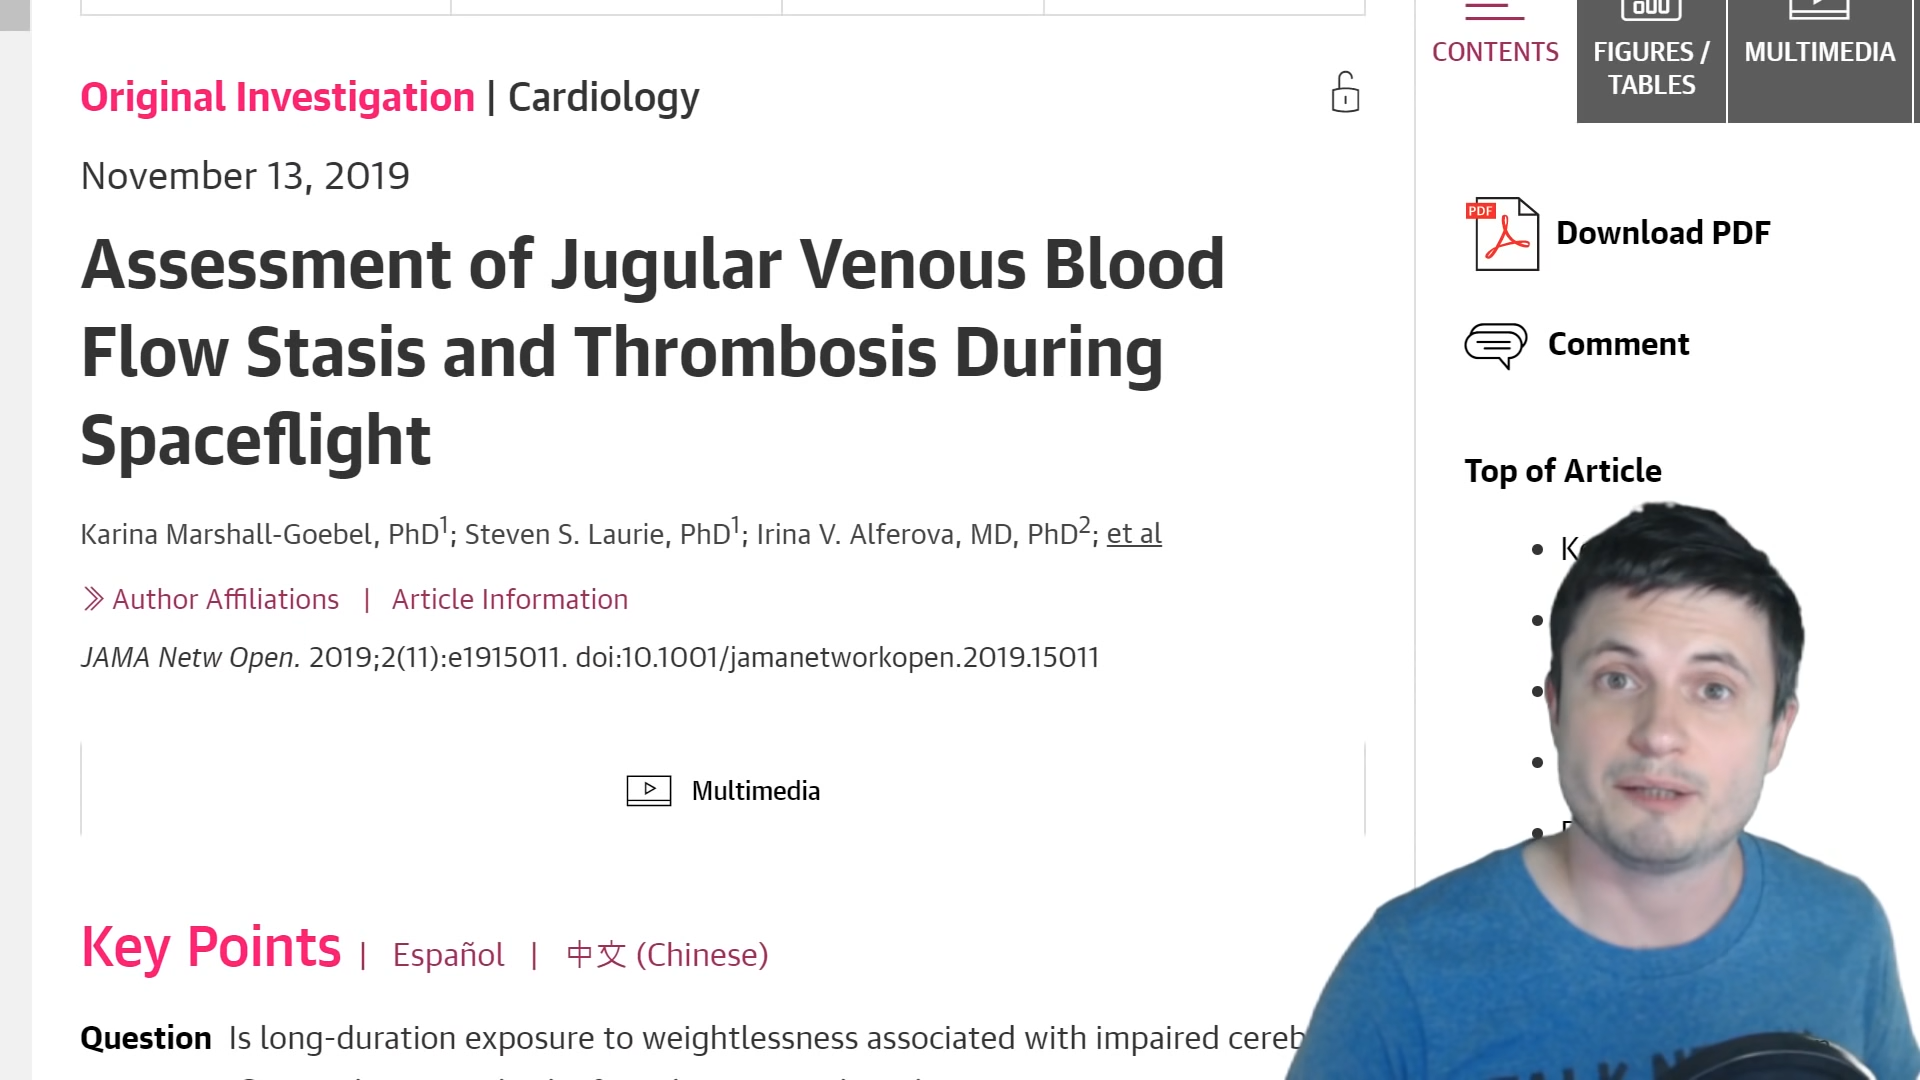 CONTENTS
FIGURES /
TABLES
MULTIMEDIA
Original Investigation | Cardiology
November 13, 2019
Assessment of Jugular Venous Blood
Flow Stasis and Thrombosis During
Spaceflight
Karina Marshall-Goebel, PhD1; Steven S. Laurie, PhD1; Irina V. Alferova, MD, PhD2; et al
Author Affiliations | Article Information
JAMA Netw Open. 2019;2(11):e1915011. doi:10.1001/jamanetworkopen.2019.15011
Multimedia
Key Points | Español | 中文 (Chinese)
Question Is long-duration exposure to weightlessness associated with impaired
PDF
Download PDF
Comment
Top of Article